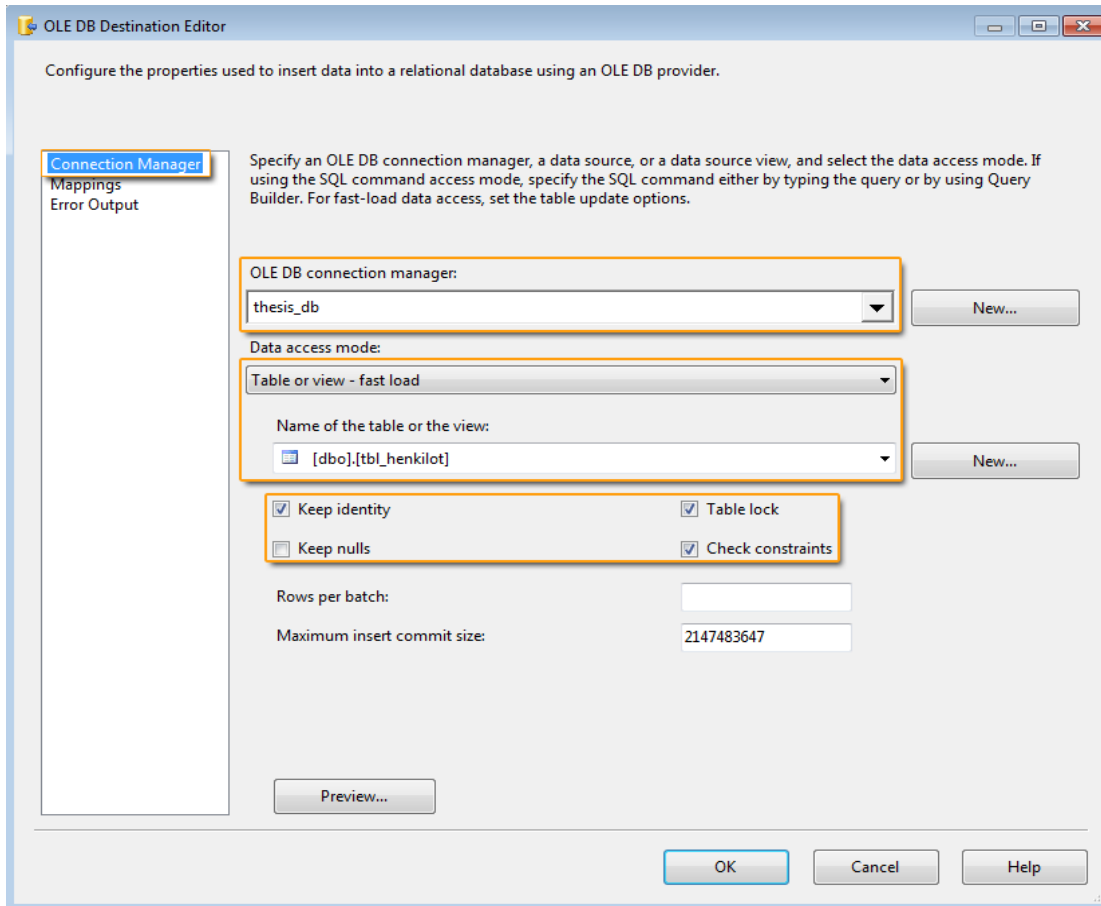 OLE DB Destination Editor
Configure the properties used to insert data into a relational database using an OLE DB provider.
Connection Manager
Mappings
Error Output
Specify an OLE DB connection manager, a data source, or a data source view, and select the data access mode. If
using the SQL command access mode, specify the SQL command either by typing the query or by using Query
Builder. For fast-load data access, set the table update options.
OLE DB connection manager:
thesis_db
New...
Data access mode:
Table or view - fast load
Name of the table or the view:
[dbo].[tbl_henkilot]
New...
Keep identity
Table lock
Keep nulls
Check constraints
Rows per batch:
Maximum insert commit size:
2147483647
Preview...
OK
Cancel
Help